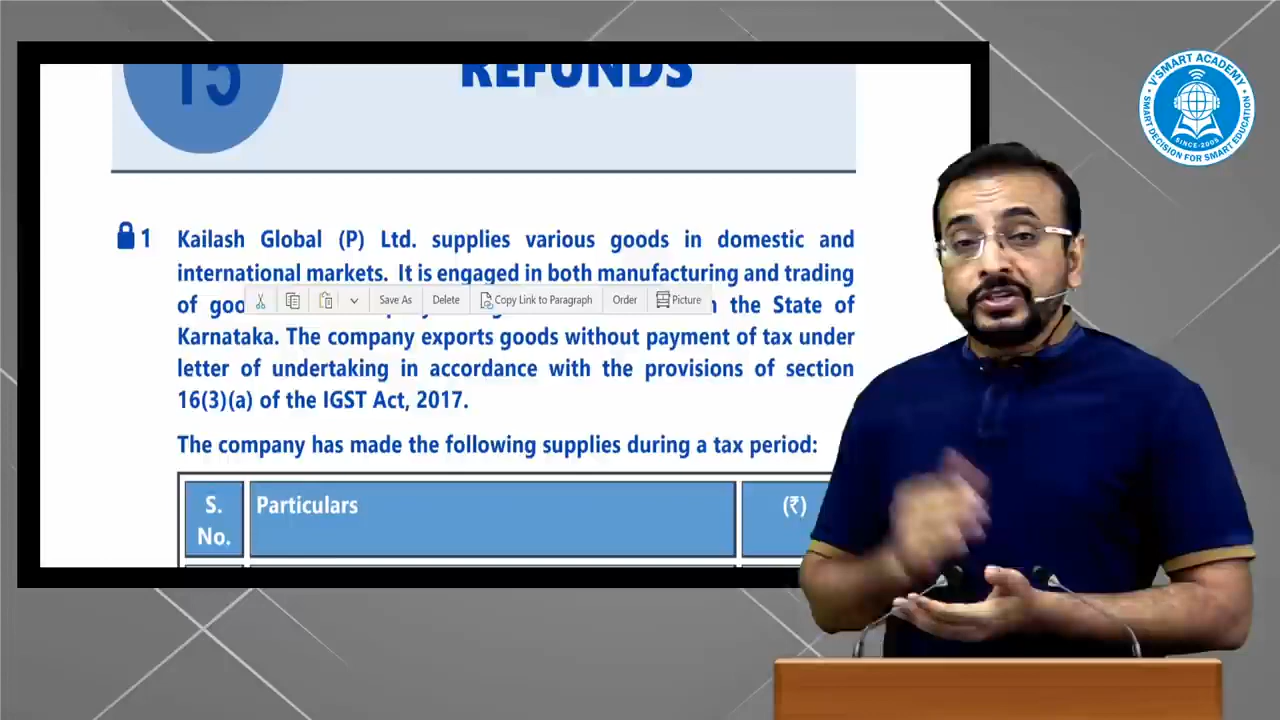 15
REFUNDS
1 Kailash Global (P) Ltd. supplies various goods in domestic and
international markets. It is engaged in both manufacturing and trading
of goo
Save As Delete Copy Link to Paragraph Order Picture
the State of
Karnataka. The company exports goods without payment of tax under
letter of undertaking in accordance with the provisions of section
16(3)(a) of the IGST Act, 2017.
The company has made the following supplies during a tax period:
S. No.
Particulars
(₹)
V'SMART ACADEMY
SMART DECISION FOR SMART EDUCATION
SINCE-2005